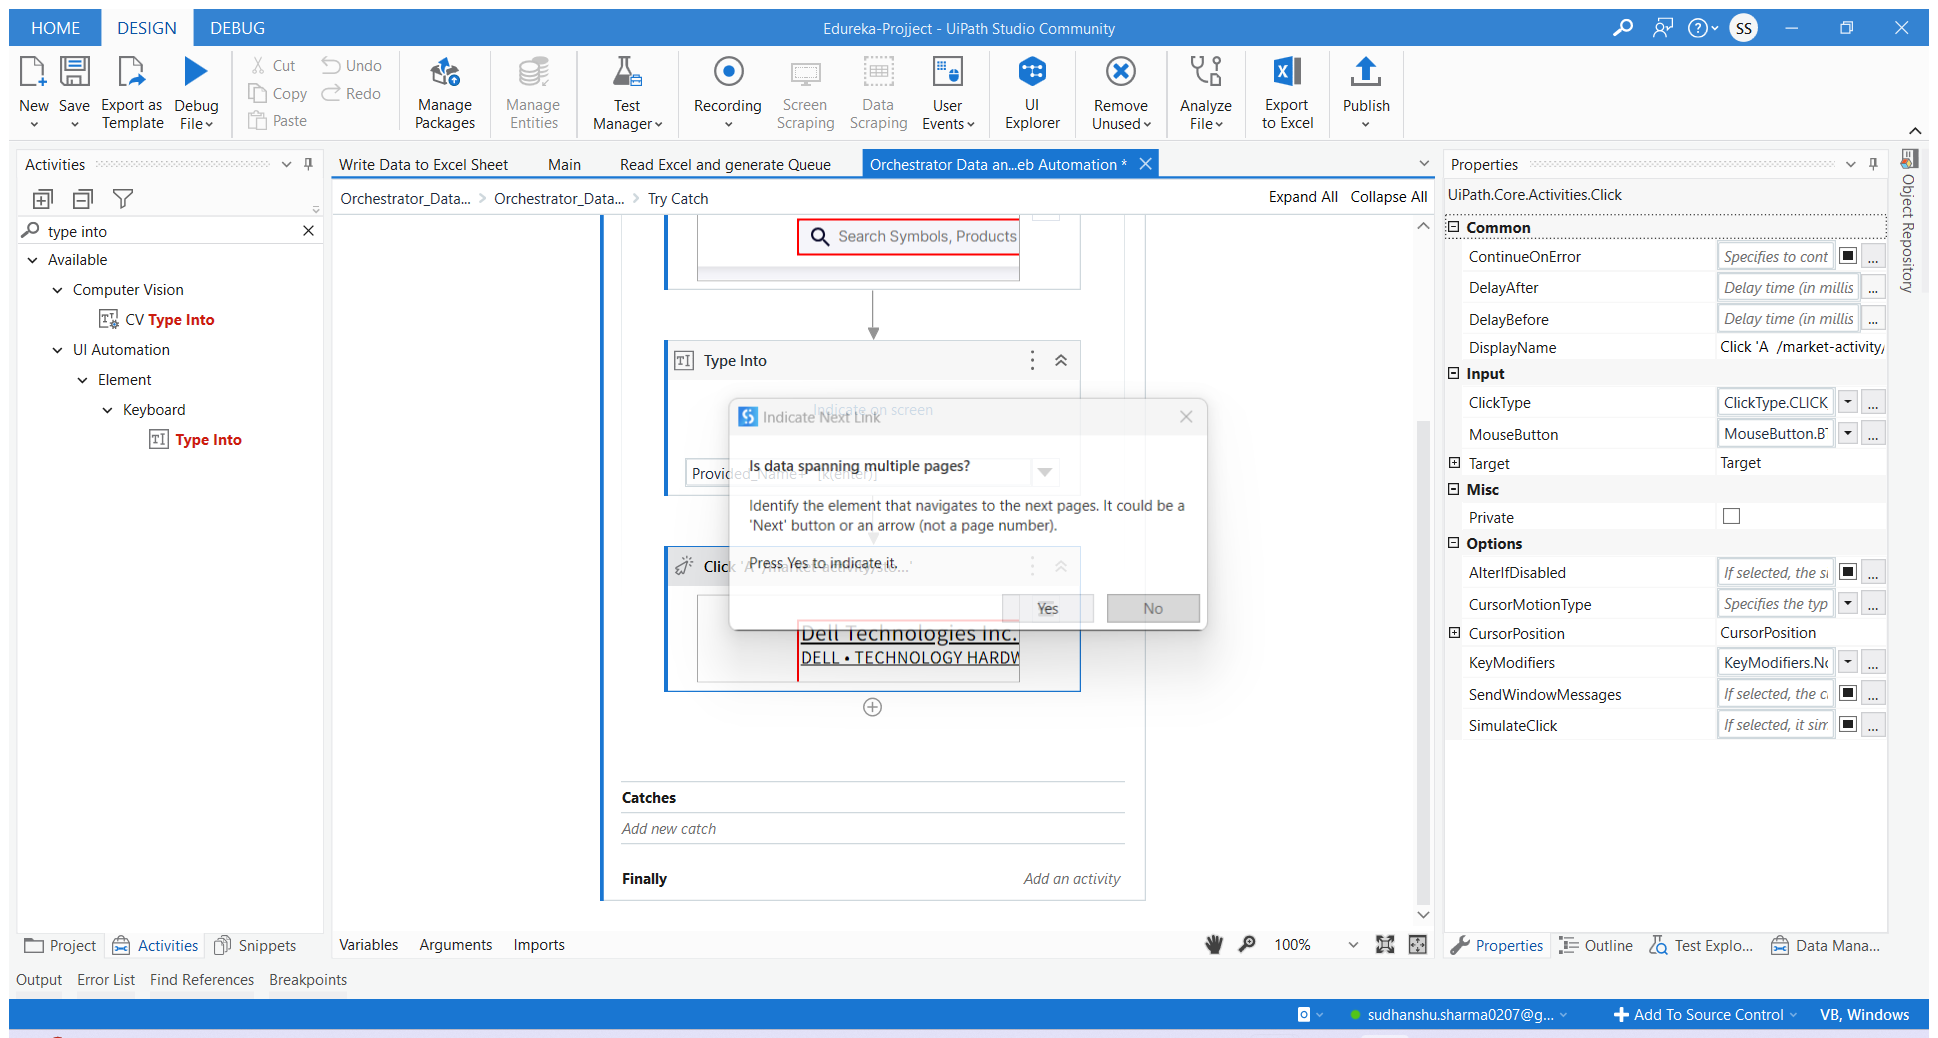 HOME DESIGN DEBUG Edureka-Projject - UiPath Studio Community SS
New Save Export as Template Debug File Cut Copy Paste Undo Redo Manage Packages Manage Entities Test Manager Recording Screen Scraping Data Scraping User Events UI Explorer Remove Unused Analyze File Export to Excel Publish
Activities
type into
Available
Computer Vision
CV Type Into
UI Automation
Element
Keyboard
Type Into
Project Activities Snippets
Write Data to Excel Sheet Main Read Excel and generate Queue Orchestrator Data an...eb Automation *
Orchestrator_Data... > Orchestrator_Data... > Try Catch Expand All Collapse All
Search Symbols, Products
Type Into
Indicate on screen
Indicate Next Link
Is data spanning multiple pages?
Provided_Name+ "[k(enter)]
Identify the element that navigates to the next pages. It could be a
'Next' button or an arrow (not a page number).
Press Yes to indicate it.
Click 'A /market-activity/sto...'
Yes No
Dell Technologies Inc.
DELL • TECHNOLOGY HARDW
Catches
Add new catch
Finally Add an activity
Variables Arguments Imports 100%
Properties
UiPath.Core.Activities.Click
Common
ContinueOnError Specifies to cont ...
DelayAfter Delay time (in millis ...
DelayBefore Delay time (in millis ...
DisplayName Click 'A /market-activity/
Input
ClickType ClickType.CLICK ...
MouseButton MouseButton.BT ...
Target Target
Misc
Private
Options
AlterIfDisabled If selected, the su ...
CursorMotionType Specifies the typ ...
CursorPosition CursorPosition
KeyModifiers KeyModifiers.No ...
SendWindowMessages If selected, the c ...
SimulateClick If selected, it sim ...
Properties Outline Test Explo... Data Mana...
Object Repository
Output Error List Find References Breakpoints
sudhanshu.sharma0207@g... Add To Source Control VB, Windows